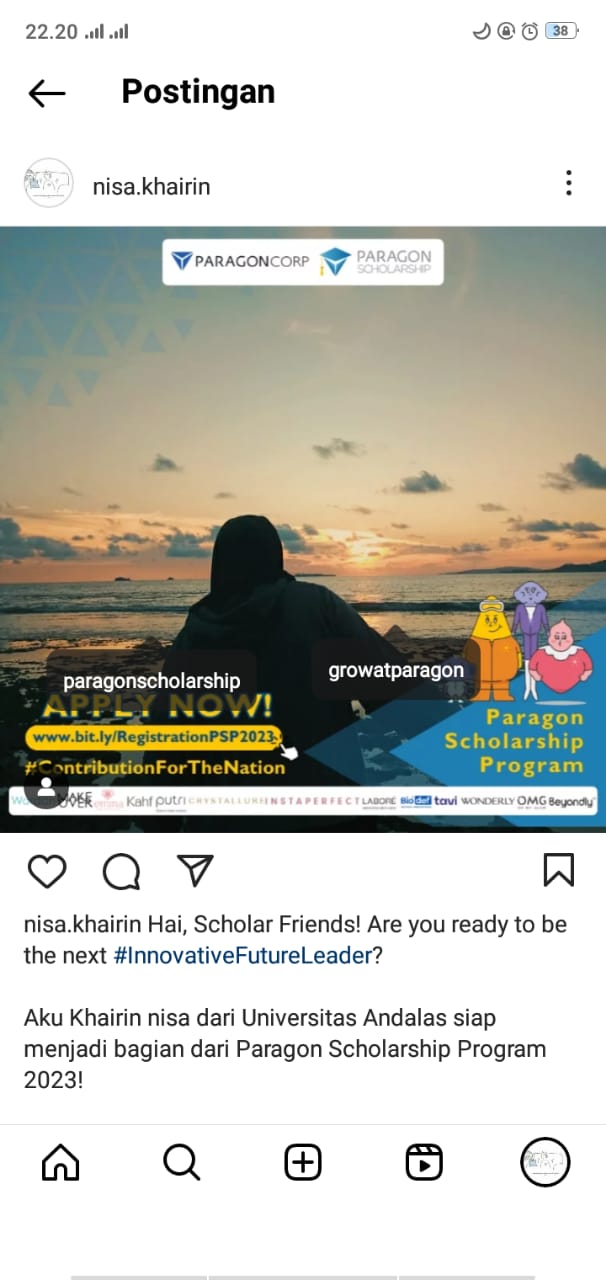 22.20
38
Postingan
nisa.khairin
PARAGONCORP
PARAGON
SCHOLARSHIP
paragonscholarship
growatparagon
APPLY NOW!
www.bit.ly/RegistrationPSP2023
#ContributionForTheNation
Paragon
Scholarship
Program
MAKE OVER emina Kahf putri CRYSTALLURE INSTAPERFECT LABORÉ Biodef tavi WONDERLY OMG Beyondly
nisa.khairin Hai, Scholar Friends! Are you ready to be
the next #InnovativeFutureLeader?
Aku Khairin nisa dari Universitas Andalas siap
menjadi bagian dari Paragon Scholarship Program
2023!